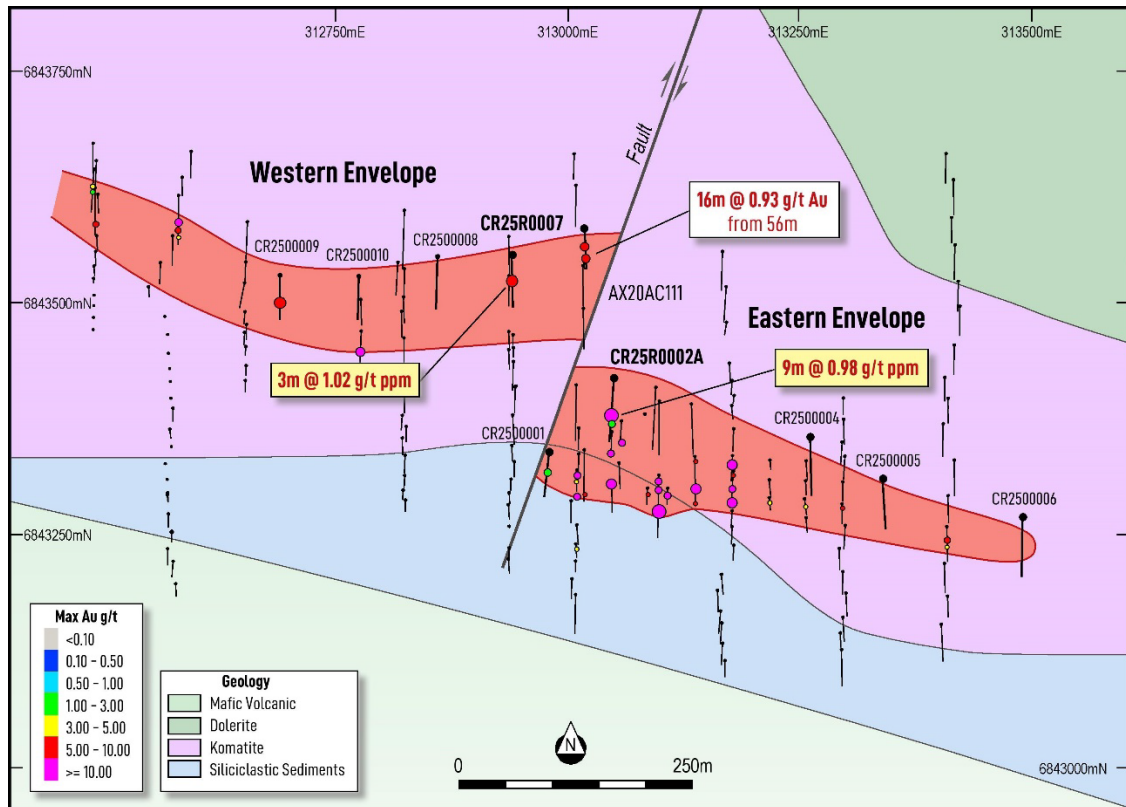 312750mE
313000mE
313250mE
313500mE
6843750mN
Fault
Western Envelope
16m @ 0.93 g/t Au
from 56m
CR25R0007
CR2500009
CR2500010
CR2500008
6843500mN
AX20AC111
Eastern Envelope
CR25R0002A
3m @ 1.02 g/t ppm
9m @ 0.98 g/t ppm
CR2500001
CR2500004
CR2500005
CR2500006
6843250mN
Max Au g/t
<0.10
0.10 - 0.50
0.50 - 1.00
1.00 - 3.00
3.00 - 5.00
5.00 - 10.00
>= 10.00
Geology
Mafic Volcanic
Dolerite
Komatite
Siliciclastic Sediments
N
0
250m
6843000mN